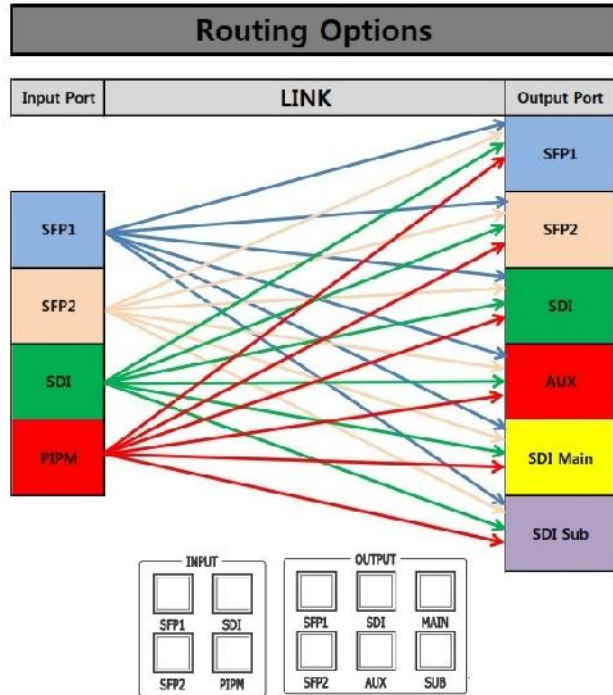 Routing Options
Input Port LINK Output Port
SFP1
SFP1
SFP2
SFP2
SDI
SDI
AUX
PIPM
SDI Main
SDI Sub
INPUT OUTPUT
SFP1 SDI SFP1 SDI MAIN
SFP2 PIPM SFP2 AUX SUB